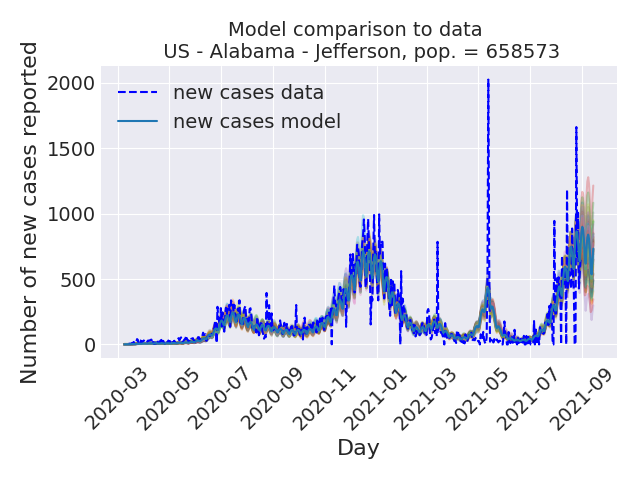 Model comparison to data
US - Alabama - Jefferson, pop. = 658573
Number of new cases reported
2000
1500
1000
500
0
new cases data
new cases model
2020-03
2020-05
2020-07
2020-09
2020-11
2021-01
2021-03
2021-05
2021-07
2021-09
Day